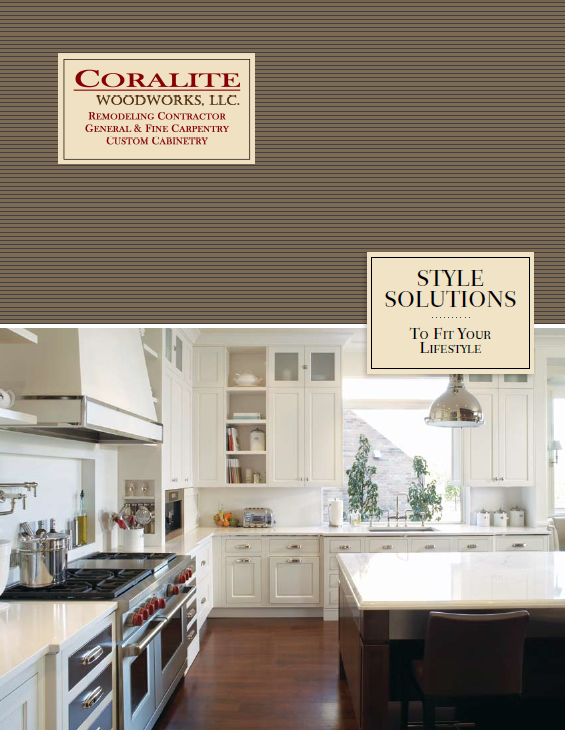 CORALITE
WOODWORKS, LLC.
REMODELING CONTRACTOR
GENERAL & FINE CARPENTRY
CUSTOM CABINETRY
STYLE
SOLUTIONS
TO FIT YOUR
LIFESTYLE